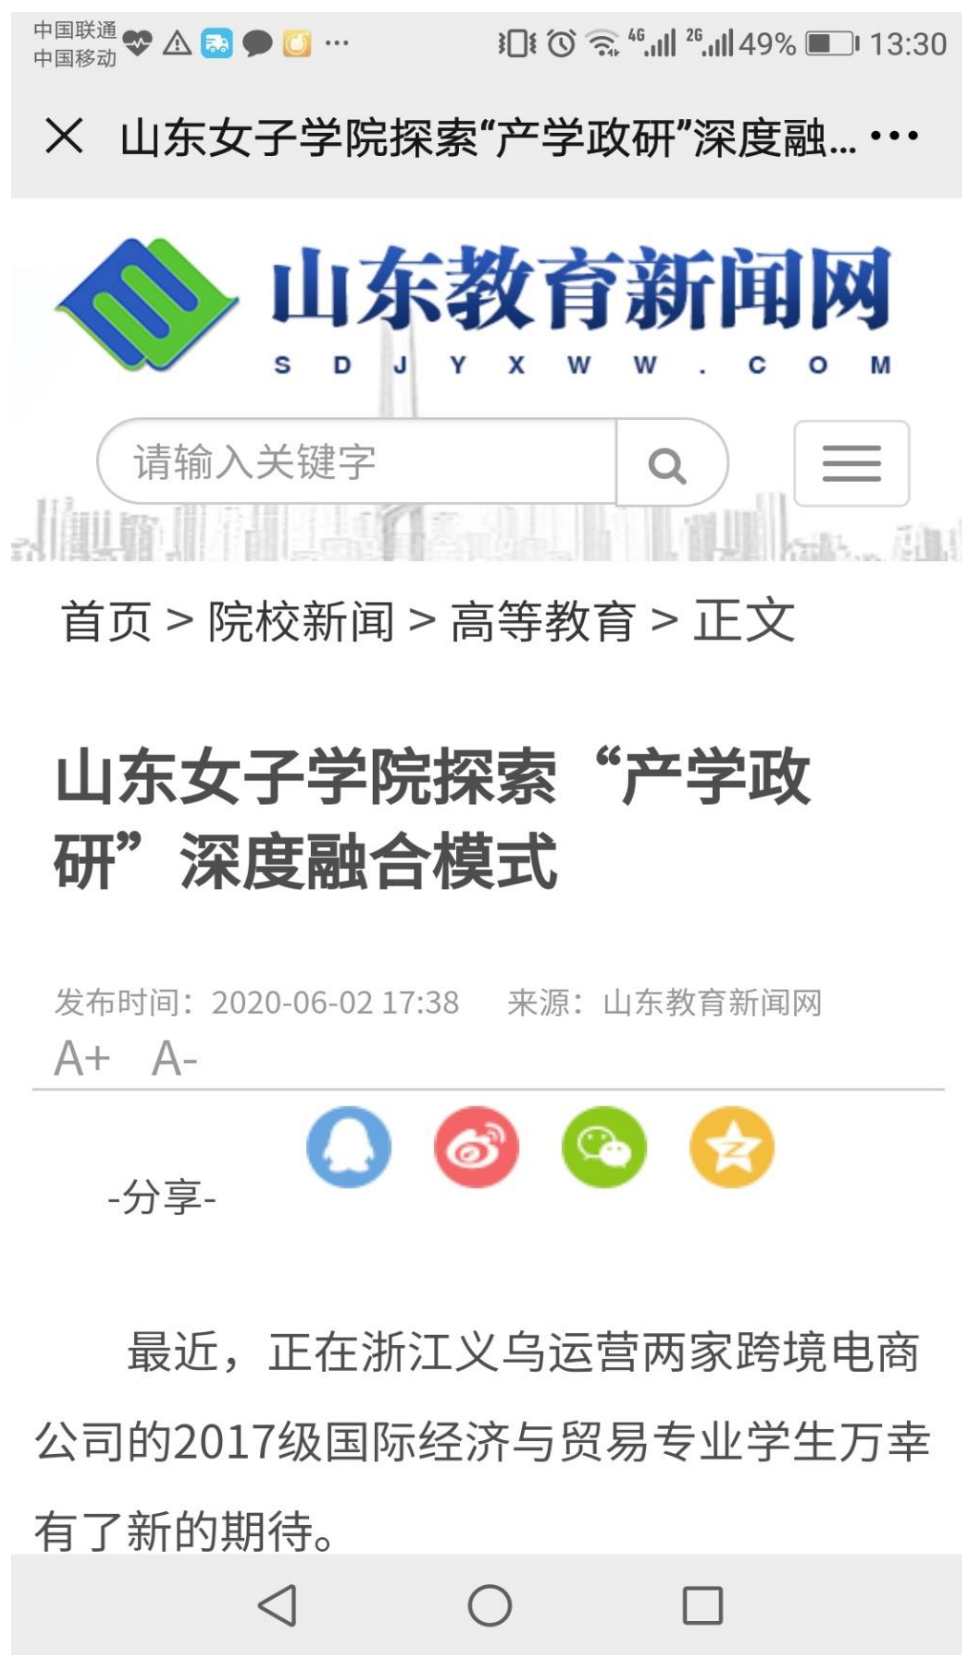 中国联通
中国移动
4G 2G 49% 13:30
山东女子学院探索“产学政研”深度融...
山东教育新闻网
SDJYXWW.COM
请输入关键字
首页 > 院校新闻 > 高等教育 > 正文
山东女子学院探索“产学政
研”深度融合模式
发布时间：2020-06-02 17:38 来源：山东教育新闻网
A+ A-
-分享-
最近，正在浙江义乌运营两家跨境电商
公司的2017级国际经济与贸易专业学生万幸
有了新的期待。